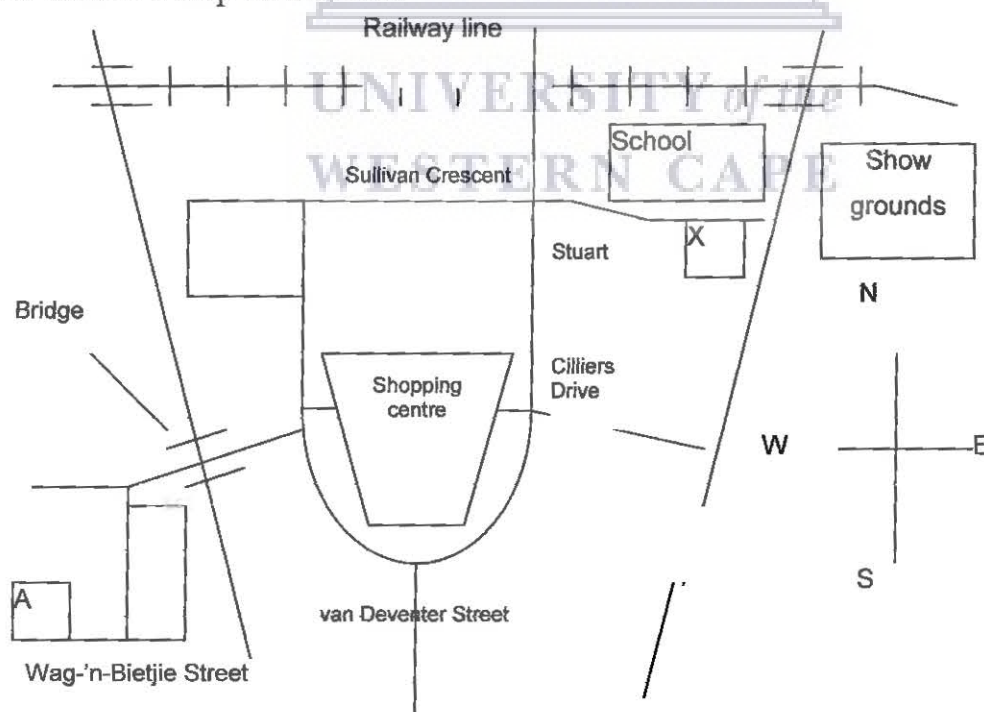 Railway line
UNIVERSITY of the
WESTERN CAPE
School
Show
grounds
Sullivan Crescent
X
Stuart
N
Bridge
Cilliers
Drive
Shopping
centre
W
E
S
A
van Deventer Street
Wag-'n-Bietjie Street